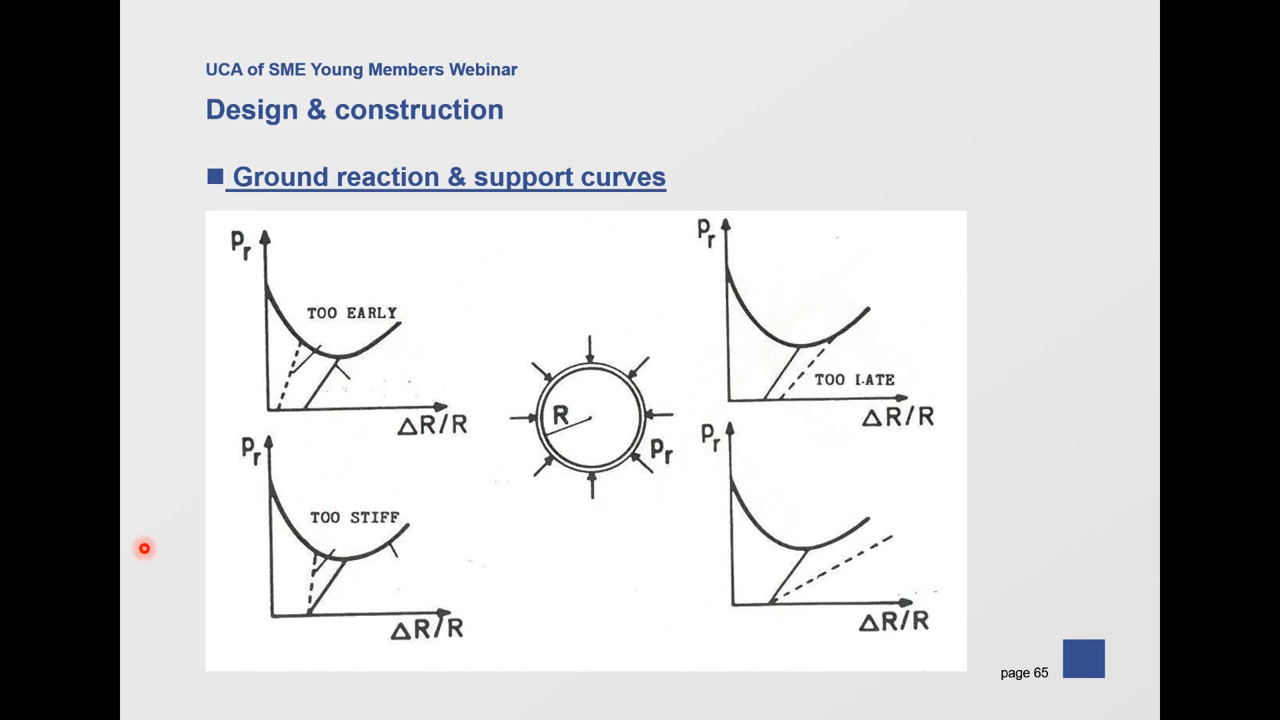 UCA of SME Young Members Webinar
Design & construction
Ground reaction & support curves
Pr
TOO EARLY
ΔR/R
Pr
TOO STIFF
ΔR/R
R
Pr
Pr
TOO LATE
ΔR/R
Pr
ΔR/R
page 65